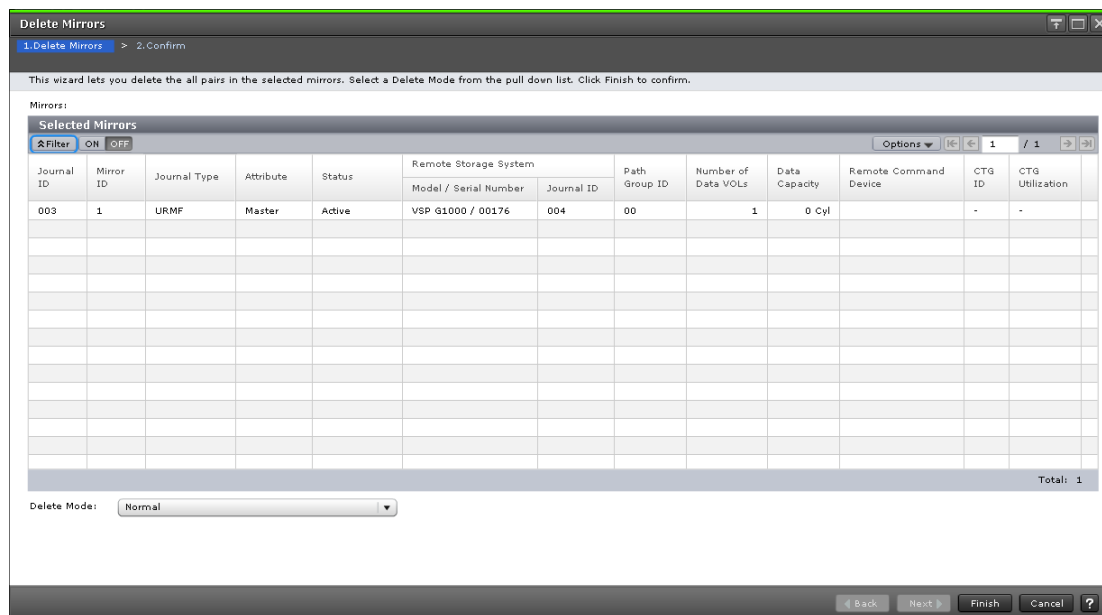 Delete Mirrors
1.Delete Mirrors > 2.Confirm
This wizard lets you delete the all pairs in the selected mirrors. Select a Delete Mode from the pull down list. Click Finish to confirm.
Mirrors:
Selected Mirrors
Filter ON OFF Options 1 / 1
Journal ID Mirror ID Journal Type Attribute Status Remote Storage System Model / Serial Number Journal ID Path Group ID Number of Data VOLs Data Capacity Remote Command Device CTG ID CTG Utilization
003 1 URMF Master Active VSP G1000 / 00176 004 00 1 0 Cyl - -
Total: 1
Delete Mode: Normal
Back Next Finish Cancel ?